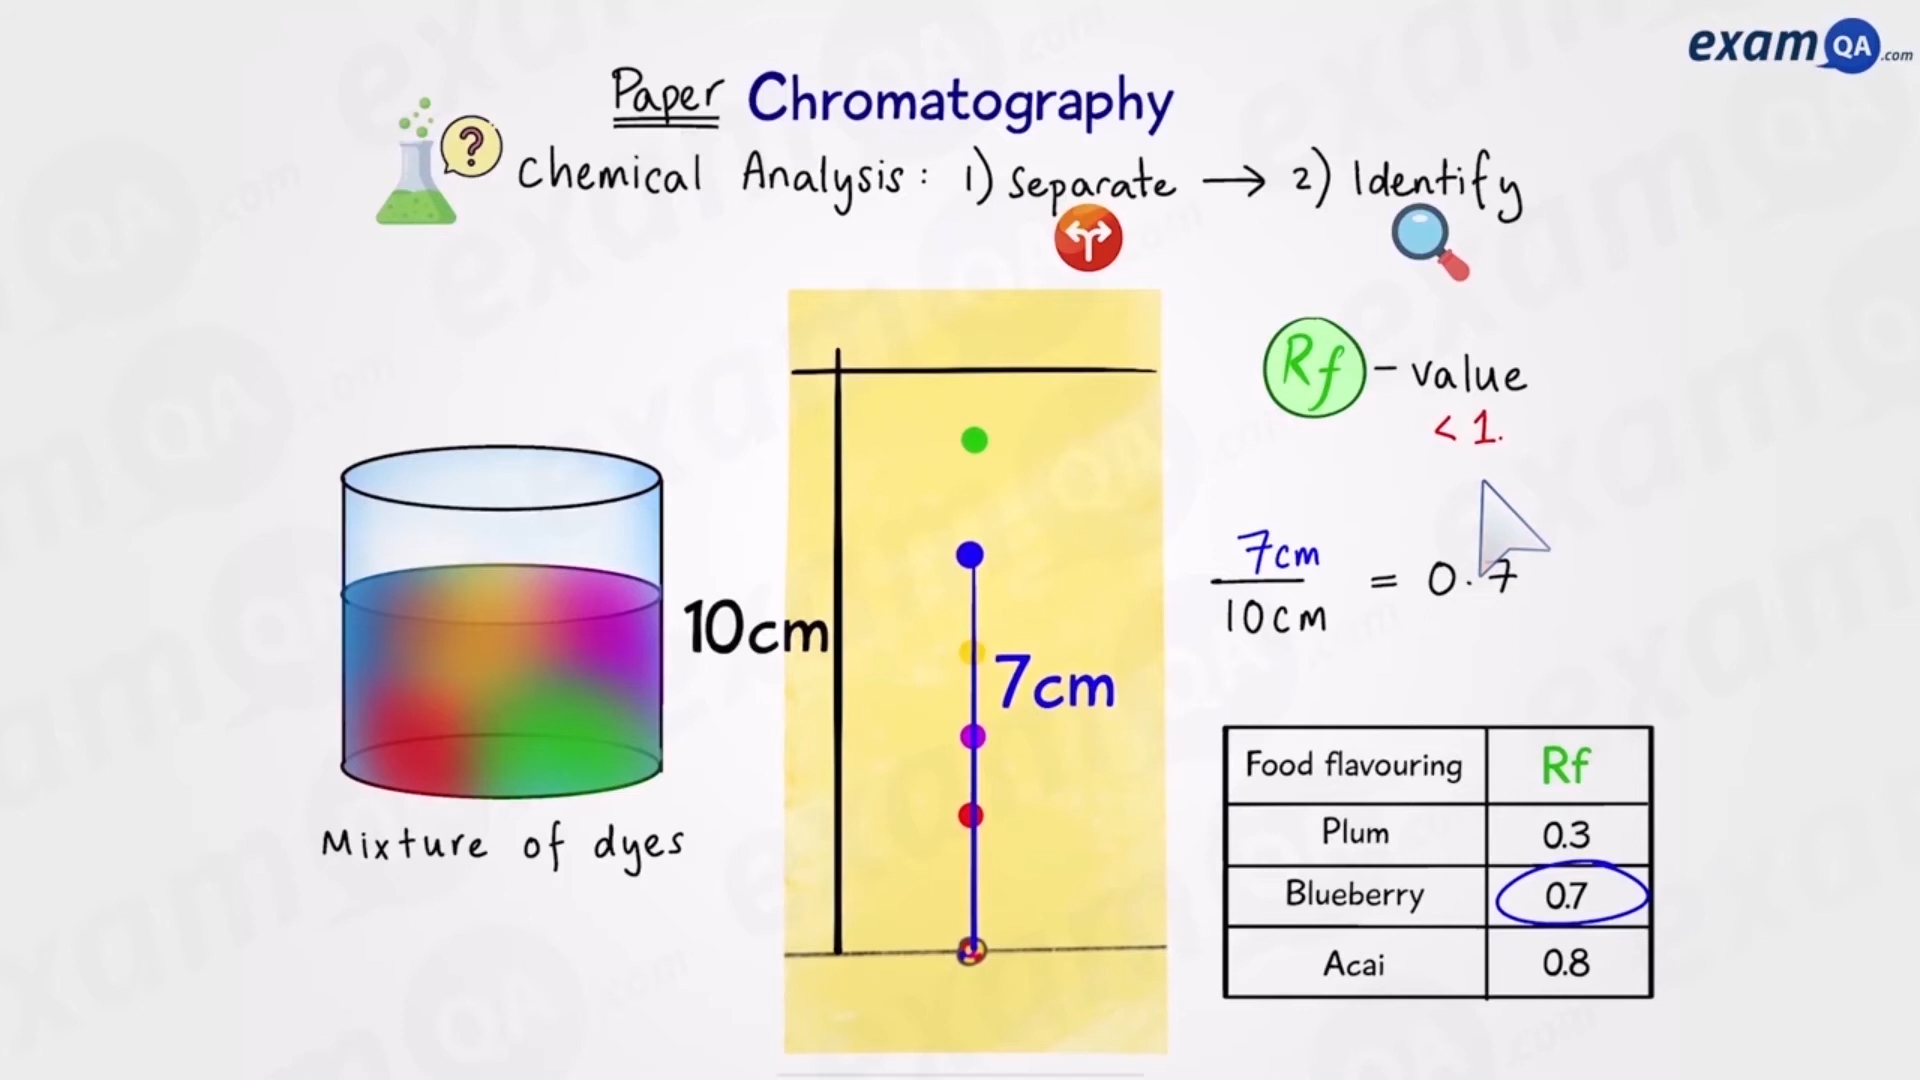 examQA.com
Paper Chromatography
Chemical Analysis: 1) Separate → 2) Identify
Rf - value
< 1.
10cm
7cm
7cm
10cm
= 0.7
Mixture of dyes
Food flavouring Rf
Plum 0.3
Blueberry 0.7
Acai 0.8